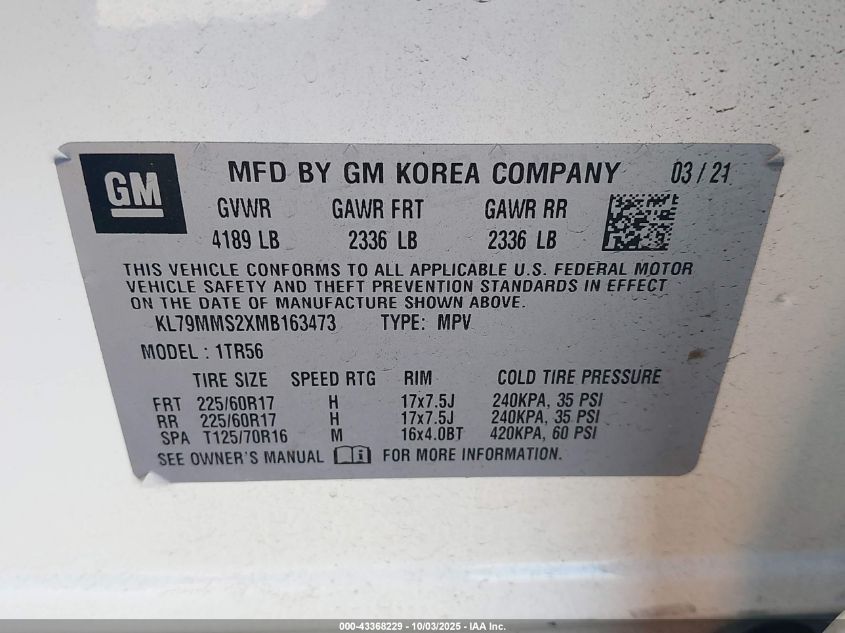 GM
MFD BY GM KOREA COMPANY 03/21
GVWR GAWR FRT GAWR RR
4189 LB 2336 LB 2336 LB
THIS VEHICLE CONFORMS TO ALL APPLICABLE U.S. FEDERAL MOTOR
VEHICLE SAFETY AND THEFT PREVENTION STANDARDS IN EFFECT
ON THE DATE OF MANUFACTURE SHOWN ABOVE.
KL79MMS2XMB163473 TYPE: MPV
MODEL : 1TR56
TIRE SIZE SPEED RTG RIM COLD TIRE PRESSURE
FRT 225/60R17 H 17x7.5J 240KPA, 35 PSI
RR 225/60R17 H 17x7.5J 240KPA, 35 PSI
SPA T125/70R16 M 16x4.0BT 420KPA, 60 PSI
SEE OWNER'S MANUAL FOR MORE INFORMATION.
000-43368229 - 10/03/2025 - IAA Inc.